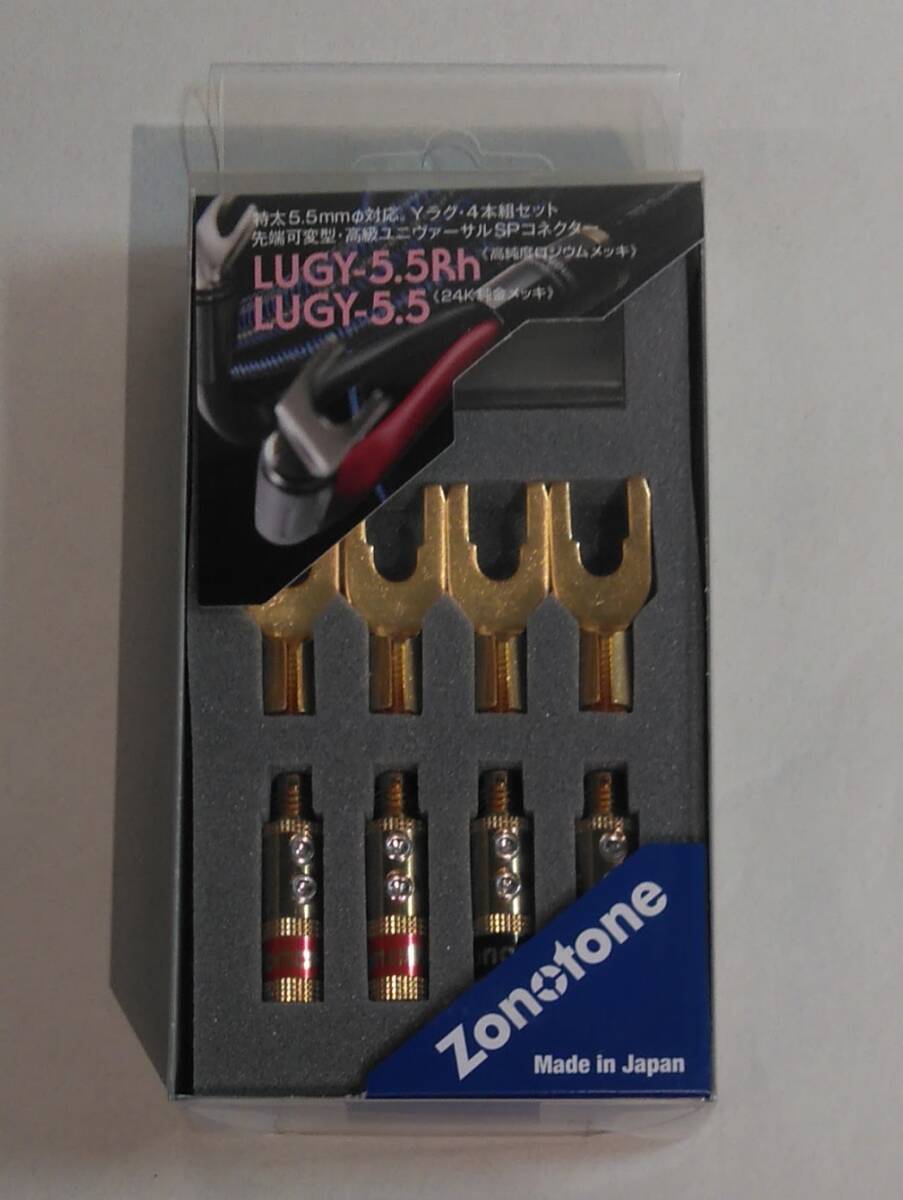 特太5.5mmφ対応。Yラグ・4本組セット
先端可変型・高級ユニヴァーサルSPコネクター
LUGY-5.5Rh《高純度ロジウムメッキ》
LUGY-5.5《24K純金メッキ》
Zonotone
Made in Japan